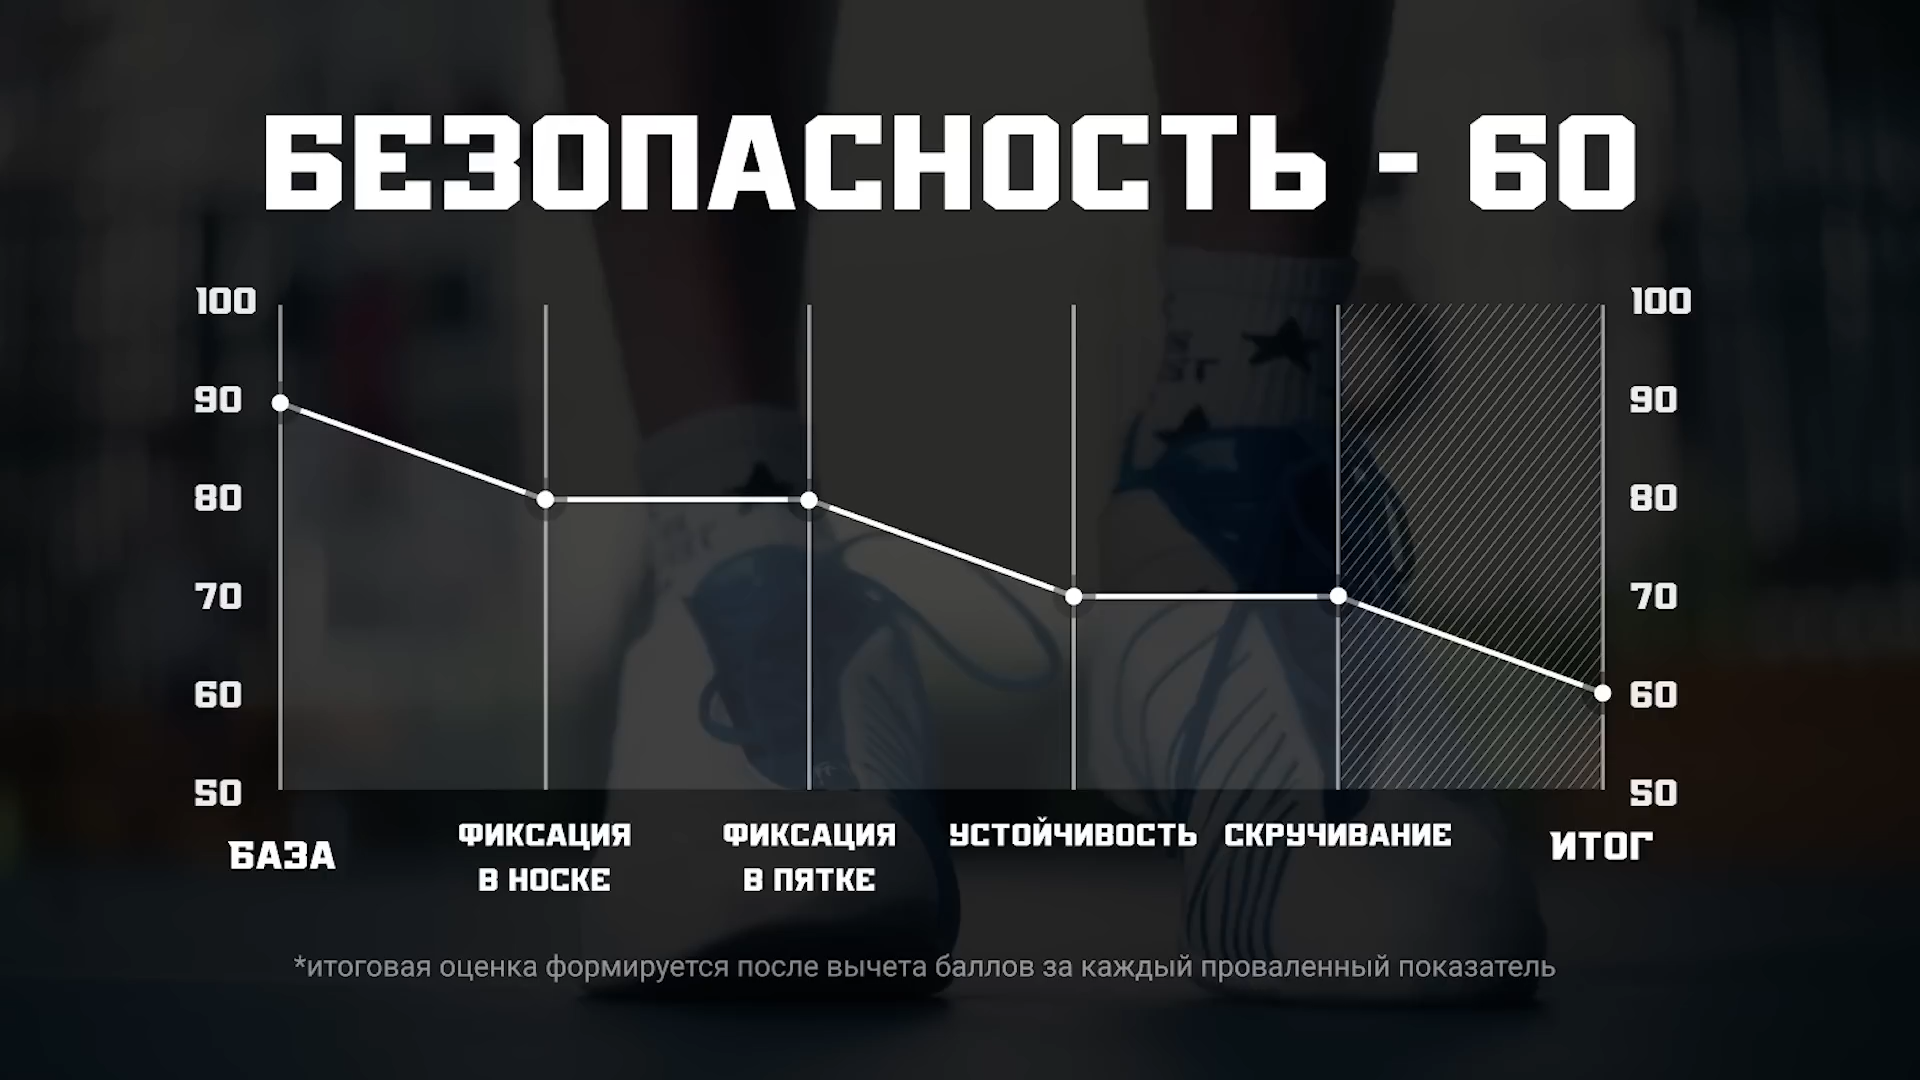 БЕЗОПАСНОСТЬ - 60
100 100
90 90
80 80
70 70
60 60
50 50
БАЗА
ФИКСАЦИЯ
В НОСКЕ
ФИКСАЦИЯ
В ПЯТКЕ
УСТОЙЧИВОСТЬ
СКРУЧИВАНИЕ
ИТОГ
*итоговая оценка формируется после вычета баллов за каждый проваленный показатель